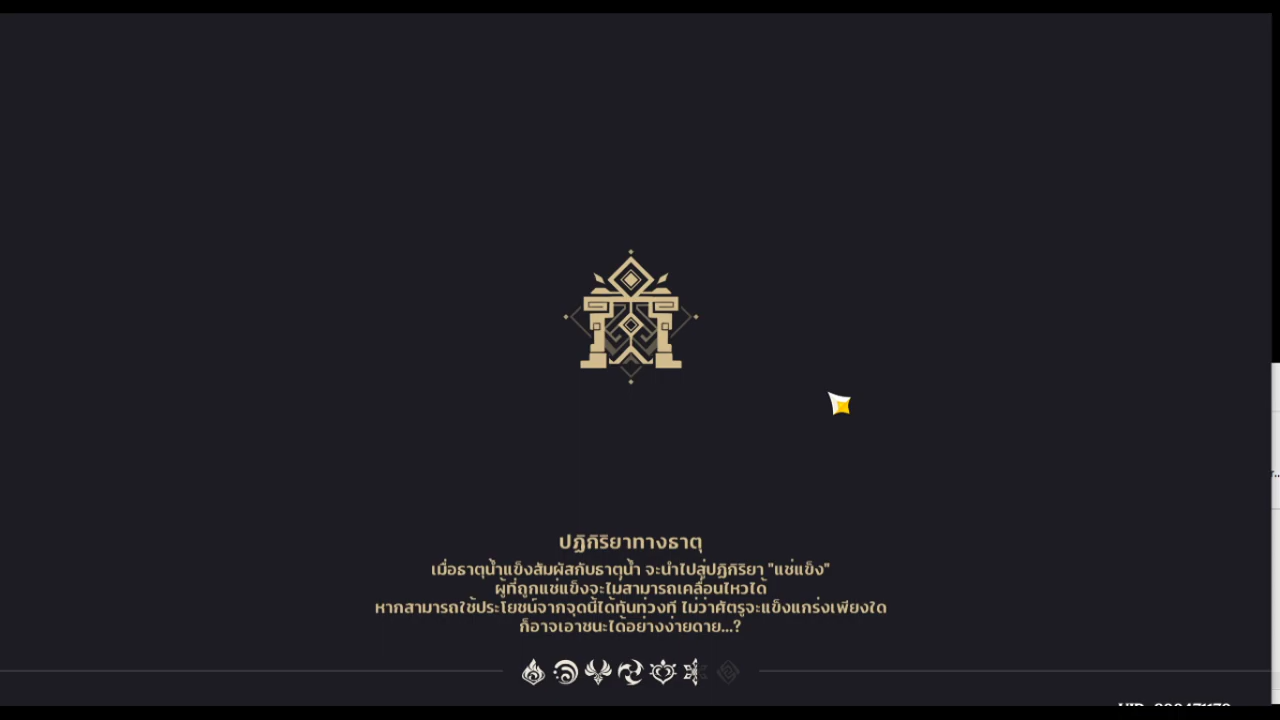 ปฏิกิริยาทางธาตุ
เมื่อธาตุน้ำแข็งสัมผัสกับธาตุน้ำ จะนำไปสู่ปฏิกิริยา "แช่แข็ง"
ผู้ที่ถูกแช่แข็งจะไม่สามารถเคลื่อนไหวได้
หากสามารถใช้ประโยชน์จากจุดนี้ได้ทันท่วงที ไม่ว่าศัตรูจะแข็งแกร่งเพียงใด
ก็อาจเอาชนะได้อย่างง่ายดาย...?